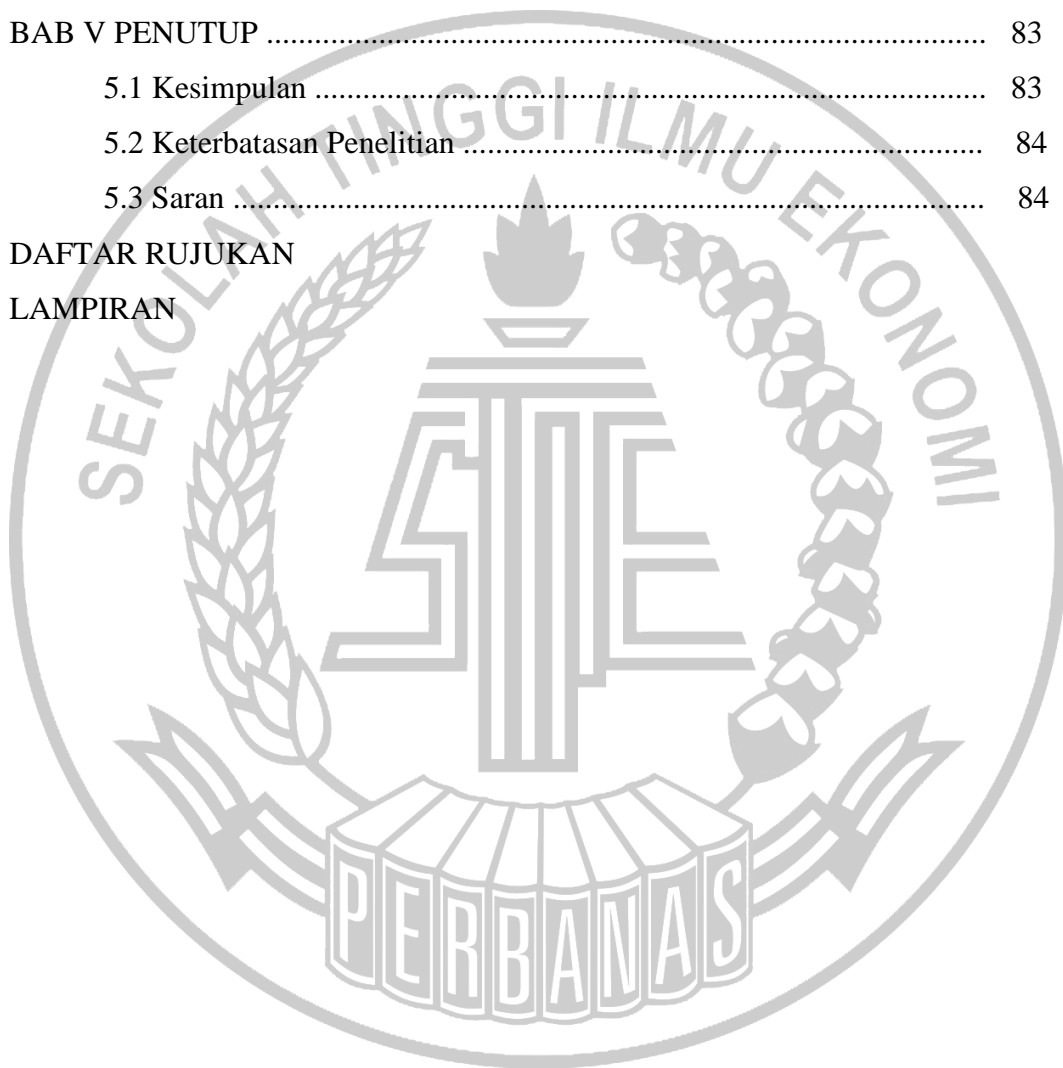 BAB V PENUTUP ........................................................................................ 83
5.1 Kesimpulan .................................................................................. 83
5.2 Keterbatasan Penelitian ............................................................... 84
5.3 Saran ............................................................................................ 84
DAFTAR RUJUKAN
LAMPIRAN
SEKOLAH TINGGI ILMU EKONOMI
STIE
PERBANAS